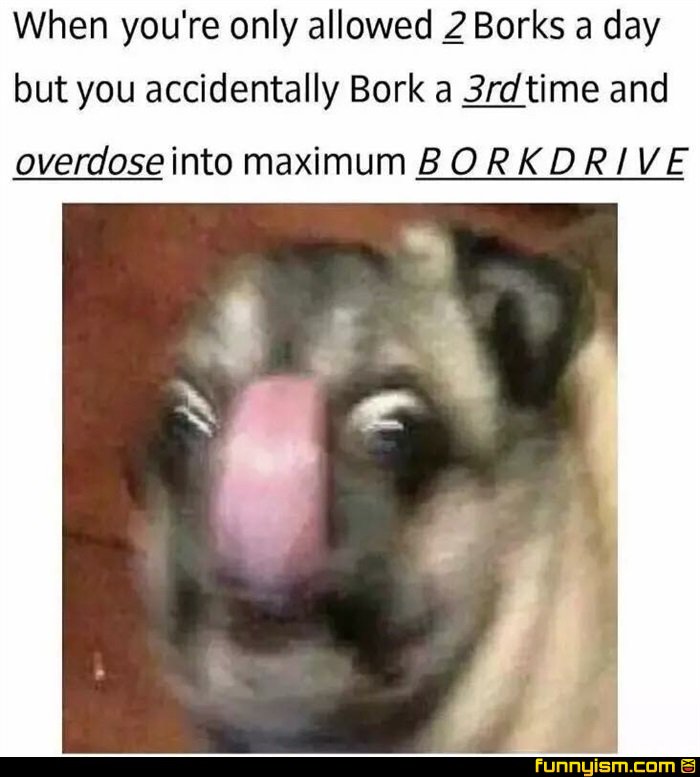 When you're only allowed 2 Borks a day
but you accidentally Bork a 3rd time and
overdose into maximum B O R K D R I V E
funnyism.com